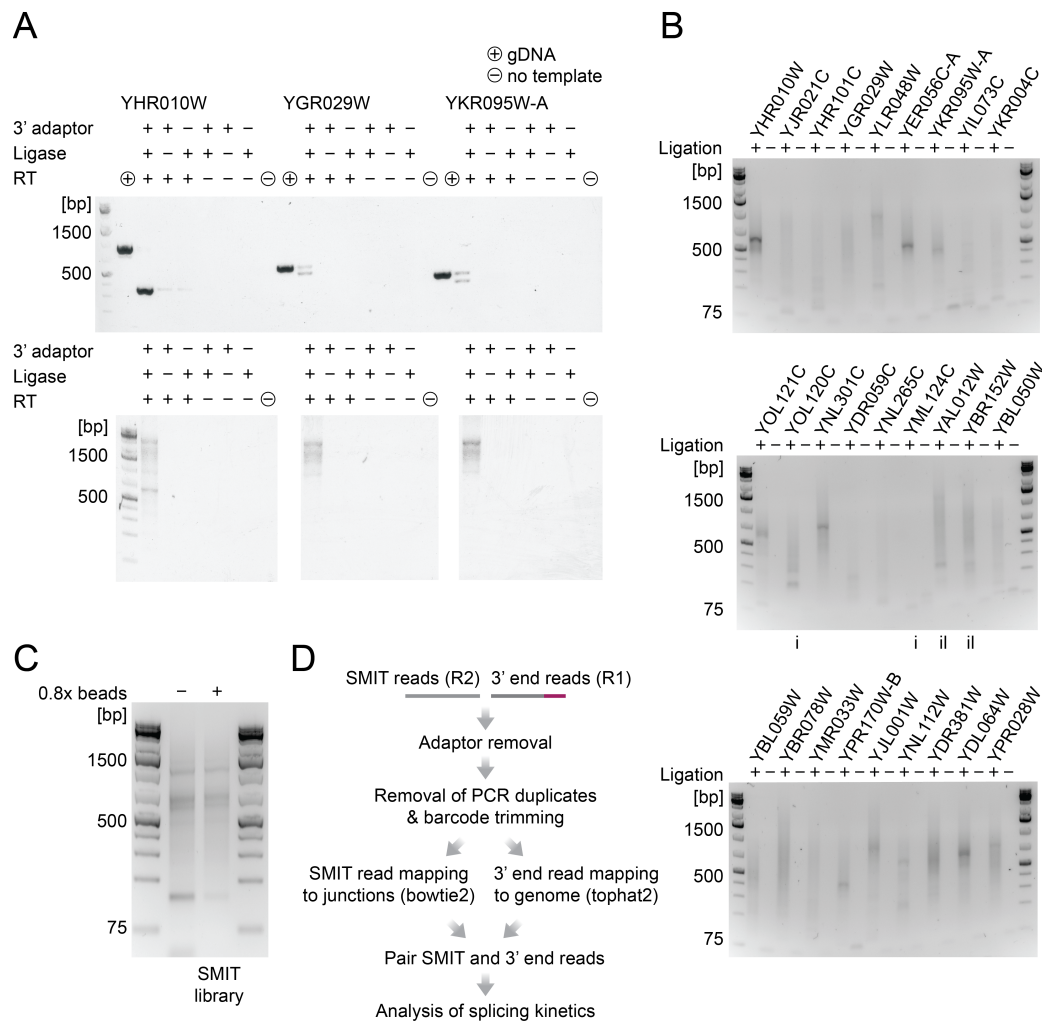 A
⊕ gDNA
⊖ no template
YHR010W YGR029W YKR095W-A
3' adaptor + + − + + − + + − + + − + + − + + −
Ligase + − + + − + + − + + − + + − + + − +
RT ⊕ + + + − − − ⊖ ⊕ + + + − − − ⊖ ⊕ + + + − − − ⊖
[bp]
1500
500
3' adaptor + + − + + − + + − + + − + + − + + −
Ligase + − + + − + + − + + − + + − + + − +
RT + + + − − − ⊖ + + + − − − ⊖ + + + − − − ⊖
[bp]
1500
500
B
YHR010W YJR021C YHR101C YGR029W YLR048W YER056C-A YKR095W-A YIL073C YKR004C
Ligation + − + − + − + − + − + − + − + − + −
[bp]
1500
500
75
YOL121C YOL120C YNL301C YDR059C YNL265C YML124C YAL012W YBR152W YBL050W
Ligation + − + − + − + − + − + − + − + − + −
[bp]
1500
500
75
i i il il
YBL059W YBR078W YMR033W YPR170W-B YJL001W YNL112W YDR381W YDL064W YPR028W
Ligation + − + − + − + − + − + − + − + − + −
[bp]
1500
500
75
C
0.8x beads − +
[bp]
1500
500
75
SMIT
library
D
SMIT reads (R2) 3' end reads (R1)
Adaptor removal
Removal of PCR duplicates
& barcode trimming
SMIT read mapping
to junctions (bowtie2)
3' end read mapping
to genome (tophat2)
Pair SMIT and 3' end reads
Analysis of splicing kinetics